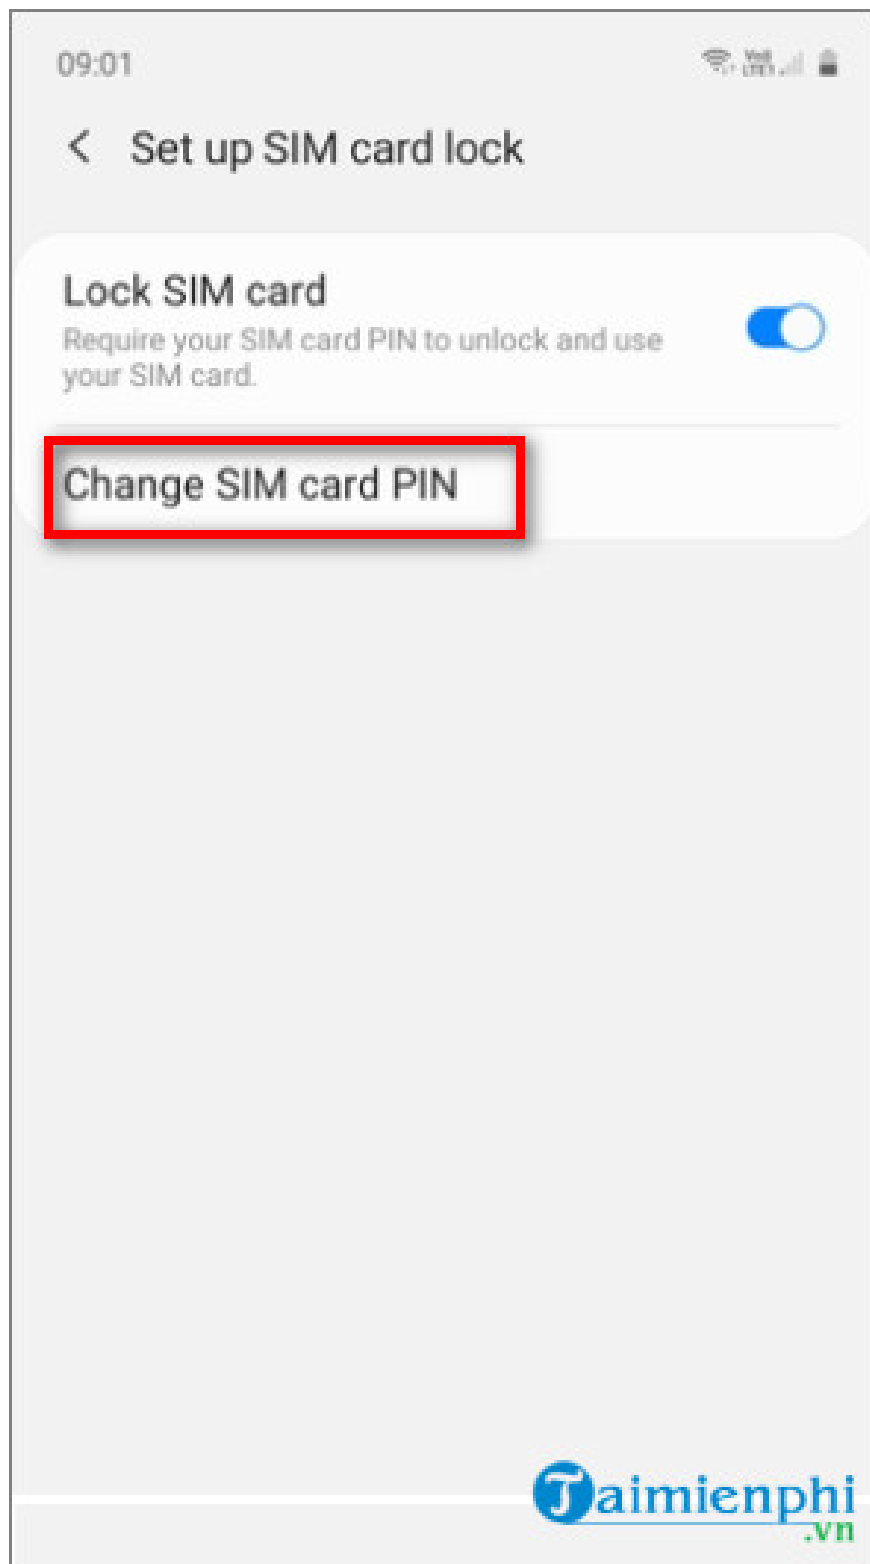 09:01
Set up SIM card lock
Lock SIM card
Require your SIM card PIN to unlock and use
your SIM card.
Change SIM card PIN
Taimienphi
.vn